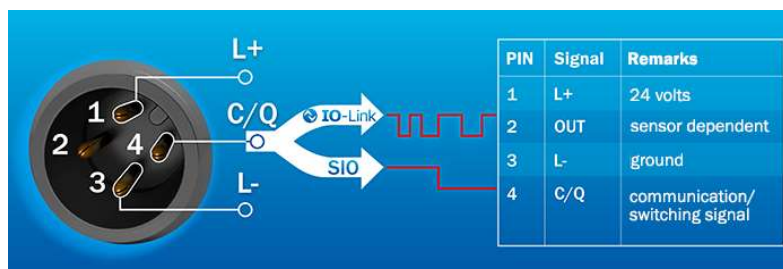 L+
1
C/Q
IO-Link
2
4
3
SIO
L-
PIN Signal Remarks
1 L+ 24 volts
2 OUT sensor dependent
3 L- ground
4 C/Q communication/
switching signal